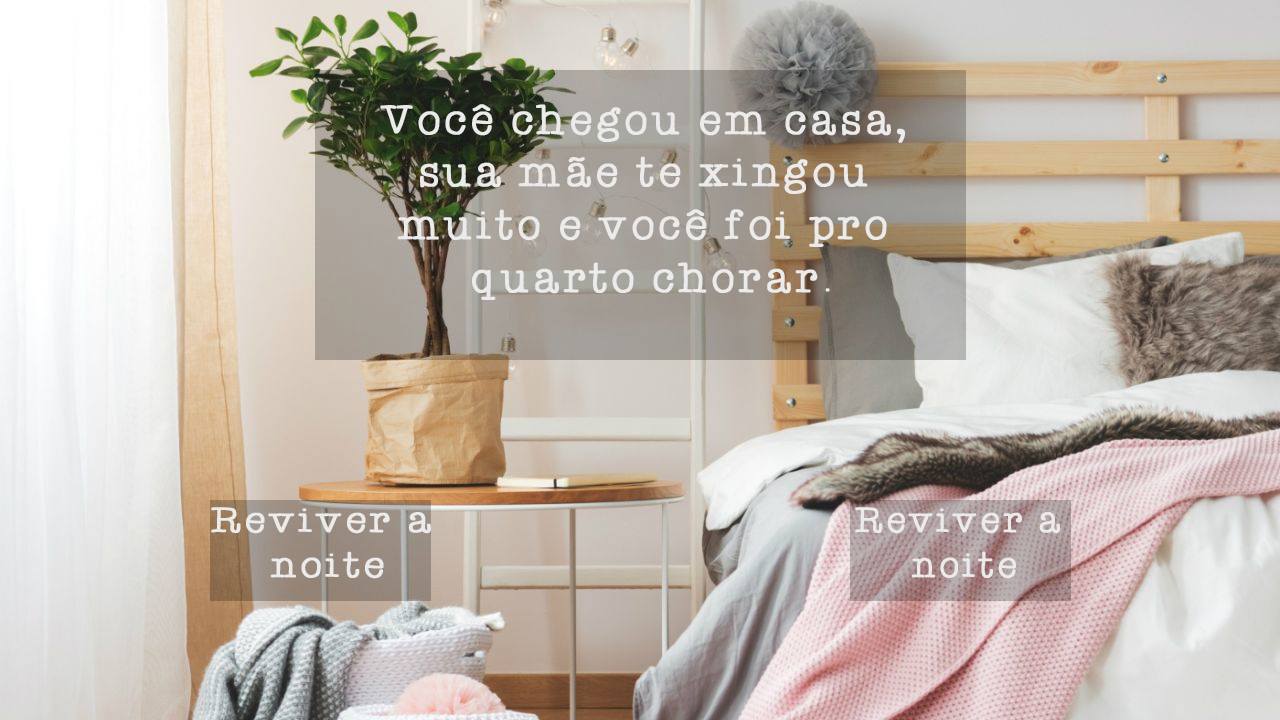 Você chegou em casa,
sua mãe te xingou
muito e você foi pro
quarto chorar.
Reviver a
noite
Reviver a
noite